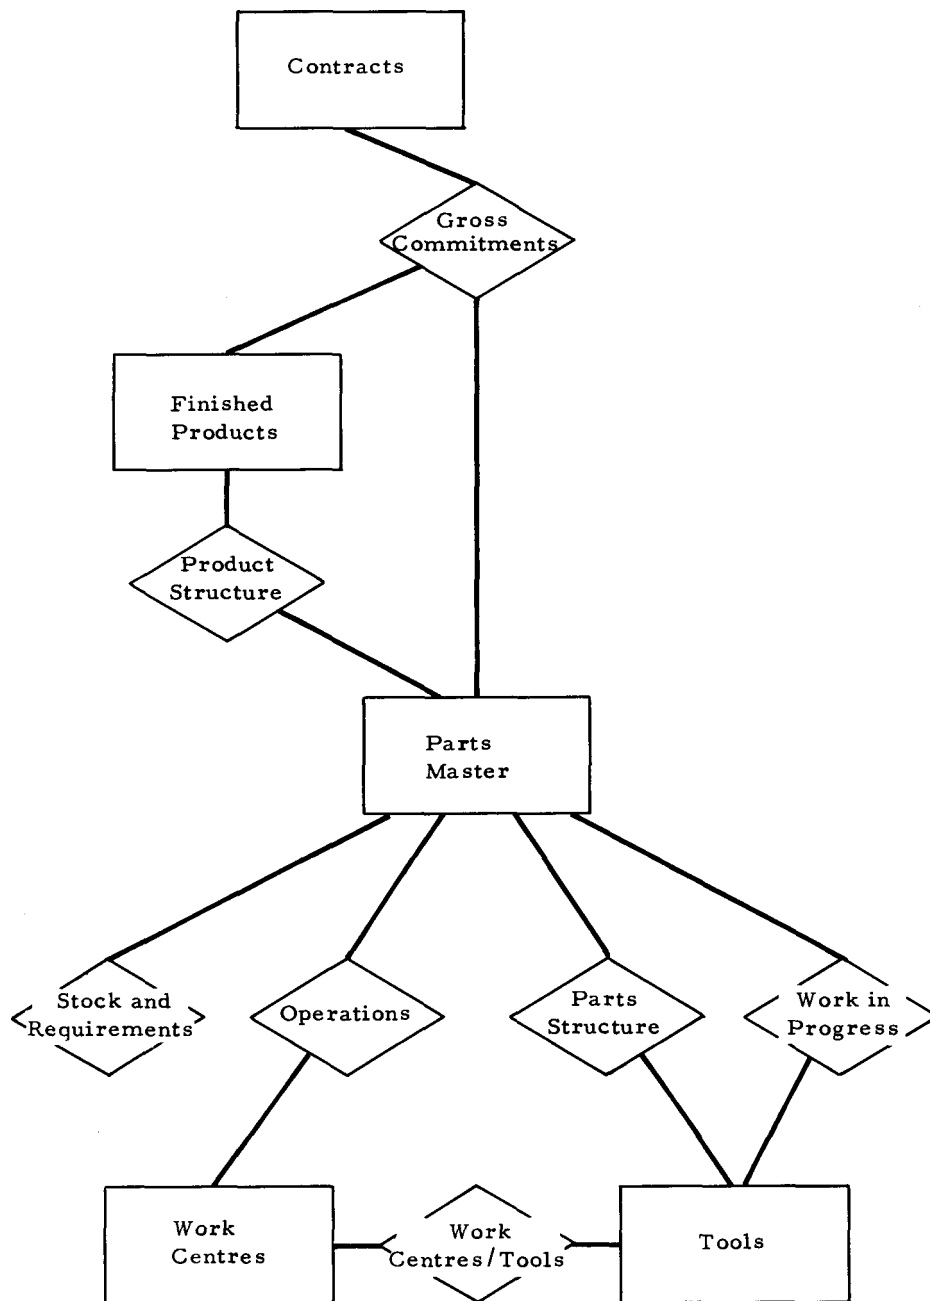 Contracts
Gross
Commitments
Finished
Products
Product
Structure
Parts
Master
Stock and
Requirements
Operations
Parts
Structure
Work in
Progress
Work
Centres
Work
Centres/Tools
Tools